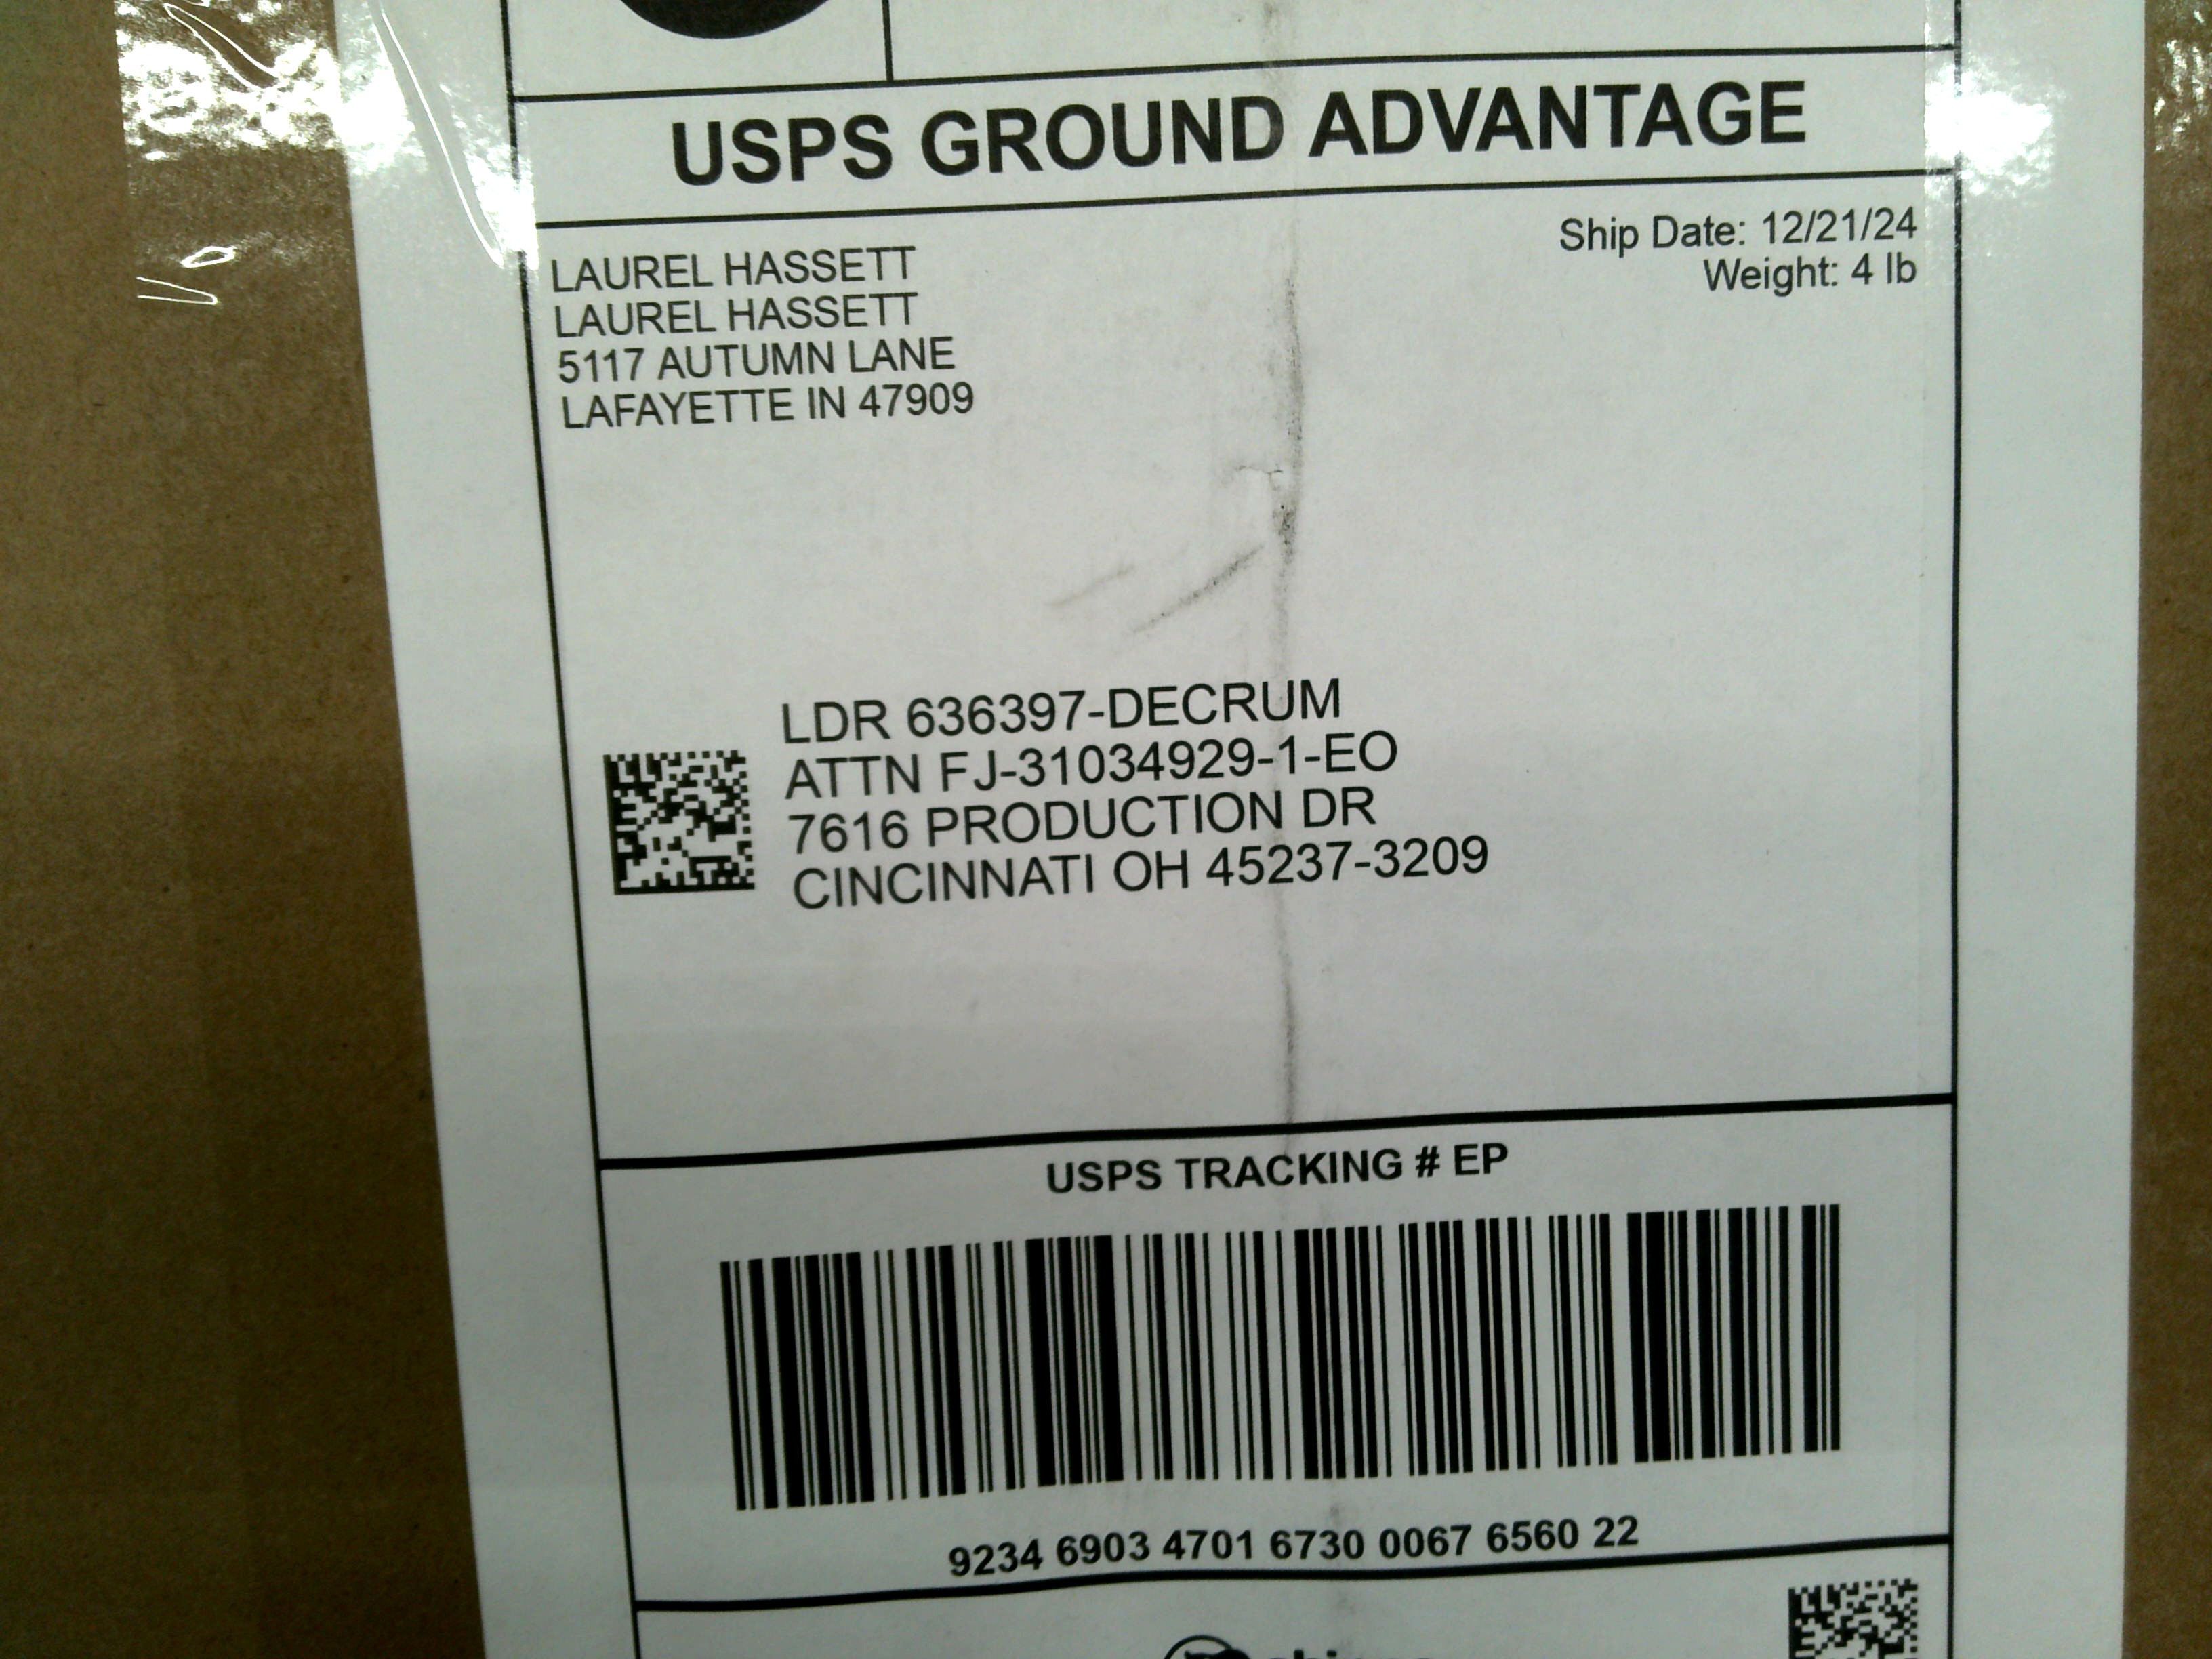 USPS GROUND ADVANTAGE
Ship Date: 12/21/24
Weight: 4 lb
LAUREL HASSETT
LAUREL HASSETT
5117 AUTUMN LANE
LAFAYETTE IN 47909
LDR 636397-DECRUM
ATTN FJ-31034929-1-EO
7616 PRODUCTION DR
CINCINNATI OH 45237-3209
USPS TRACKING # EP
9234 6903 4701 6730 0067 6560 22